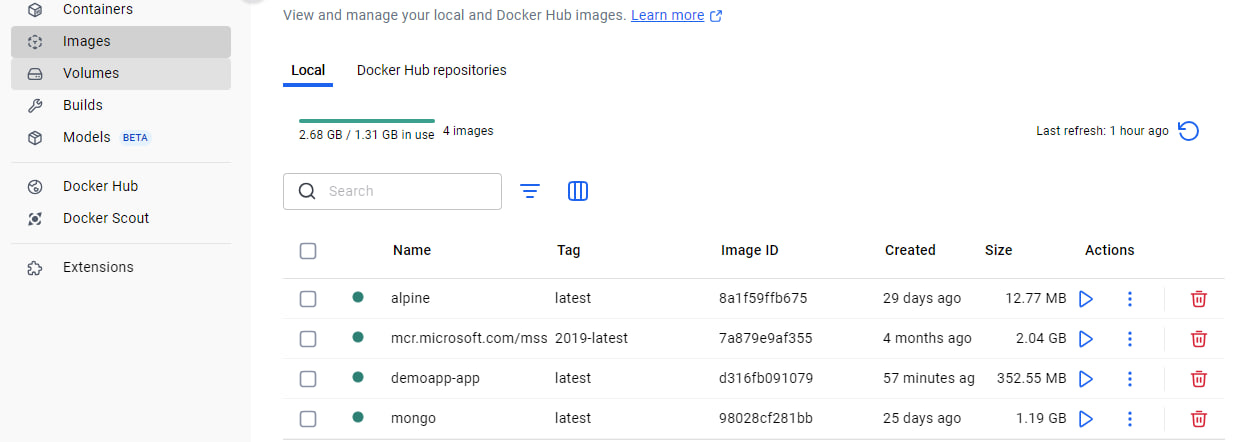 Containers
Images
Volumes
Builds
Models BETA
Docker Hub
Docker Scout
Extensions
View and manage your local and Docker Hub images. Learn more
Local Docker Hub repositories
2.68 GB / 1.31 GB in use 4 images
Last refresh: 1 hour ago
Search
Name Tag Image ID Created Size Actions
alpine latest 8a1f59ffb675 29 days ago 12.77 MB
mcr.microsoft.com/mss 2019-latest 7a879e9af355 4 months ago 2.04 GB
demoapp-app latest d316fb091079 57 minutes ag 352.55 MB
mongo latest 98028cf281bb 25 days ago 1.19 GB